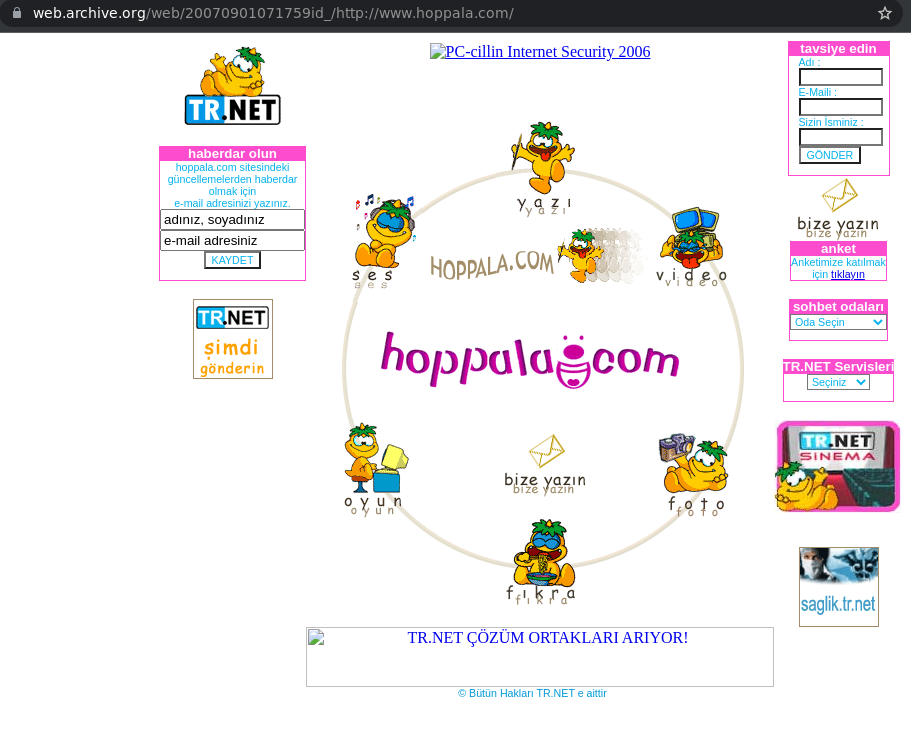 web.archive.org/web/20070901071759id_/http://www.hoppala.com/
TR.NET
haberdar olun
hoppala.com sitesindeki
güncellemelerden haberdar
olmak için
e-mail adresinizi yazınız.
adınız, soyadınız
e-mail adresiniz
KAYDET
TR.NET
şimdi
gönderin
PC-cillin Internet Security 2006
yazı
yazı
ses
ses
HOPPALA.COM
video
video
hoppala.com
oyun
oyun
bize yazın
bize yazın
foto
foto
fıkra
fıkra
TR.NET ÇÖZÜM ORTAKLARI ARIYOR!
© Bütün Hakları TR.NET e aittir
tavsiye edin
Adı :
E-Maili :
Sizin İsminiz :
GÖNDER
bize yazın
bize yazın
anket
Anketimize katılmak
için tıklayın
sohbet odaları
Oda Seçin
TR.NET Servisleri
Seçiniz
TR.NET
SİNEMA
saglik.tr.net